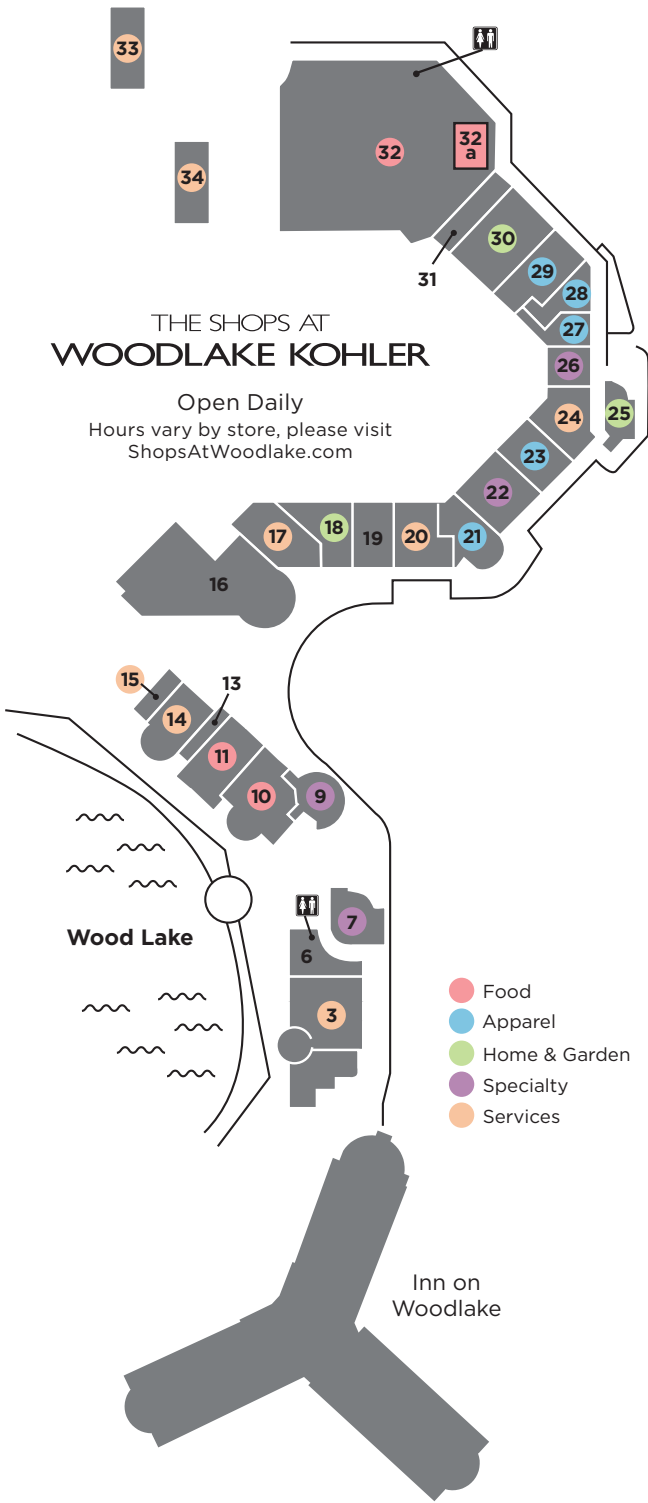 33
32
32
a
34
30
31
29
28
27
26
25
24
23
22
THE SHOPS AT
WOODLAKE KOHLER
Open Daily
Hours vary by store, please visit
ShopsAtWoodlake.com
17
18
19
20
21
16
15
13
14
11
10
9
Wood Lake
7
6
3
Food
Apparel
Home & Garden
Specialty
Services
Inn on
Woodlake